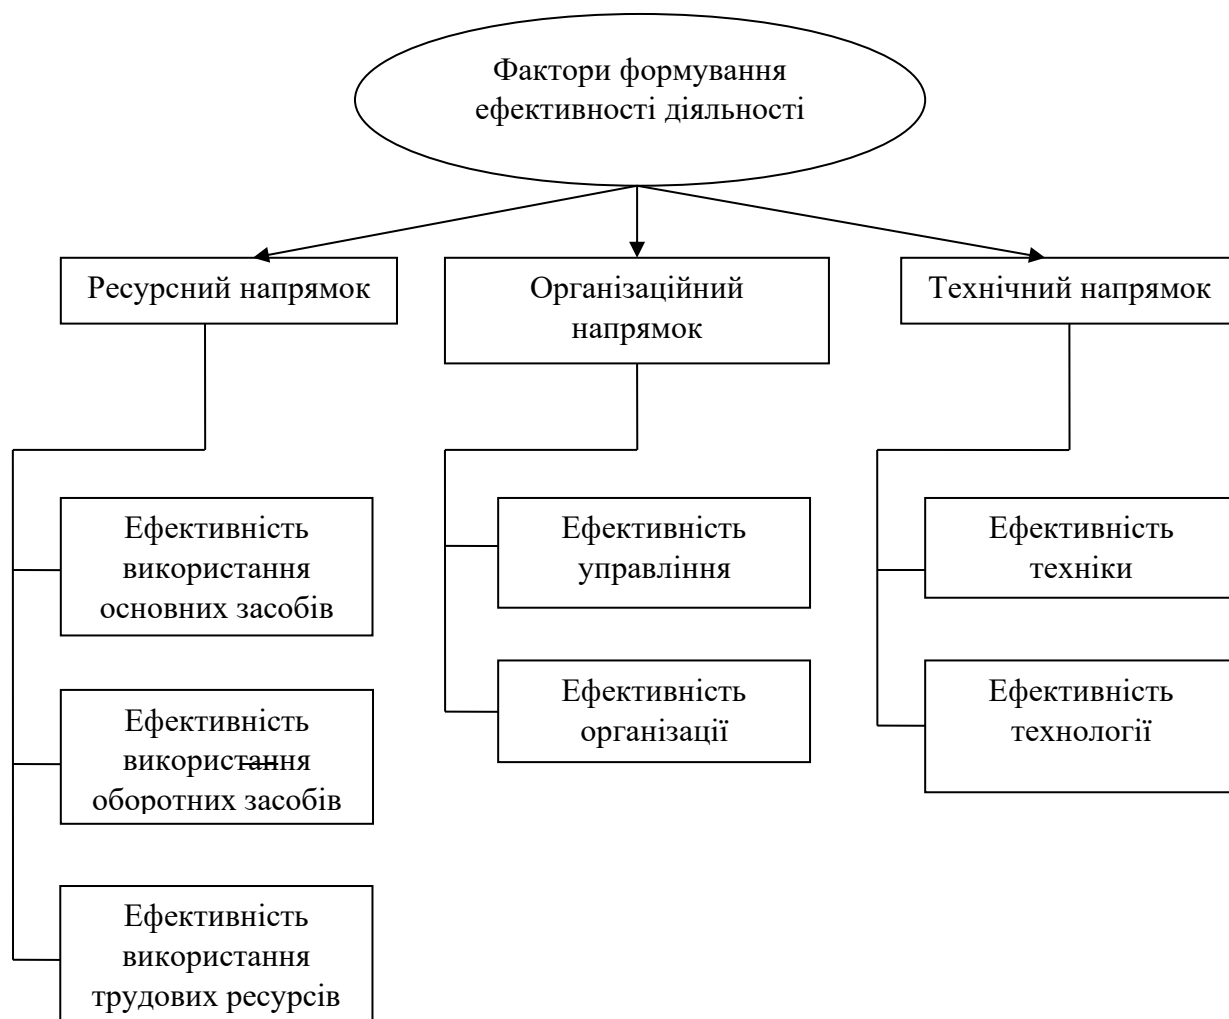 Фактори формування
ефективності діяльності
Ресурсний напрямок
Організаційний
напрямок
Технічний напрямок
Ефективність
використання
основних засобів
Ефективність
використання
оборотних засобів
Ефективність
використання
трудових ресурсів
Ефективність
управління
Ефективність
організації
Ефективність
техніки
Ефективність
технології